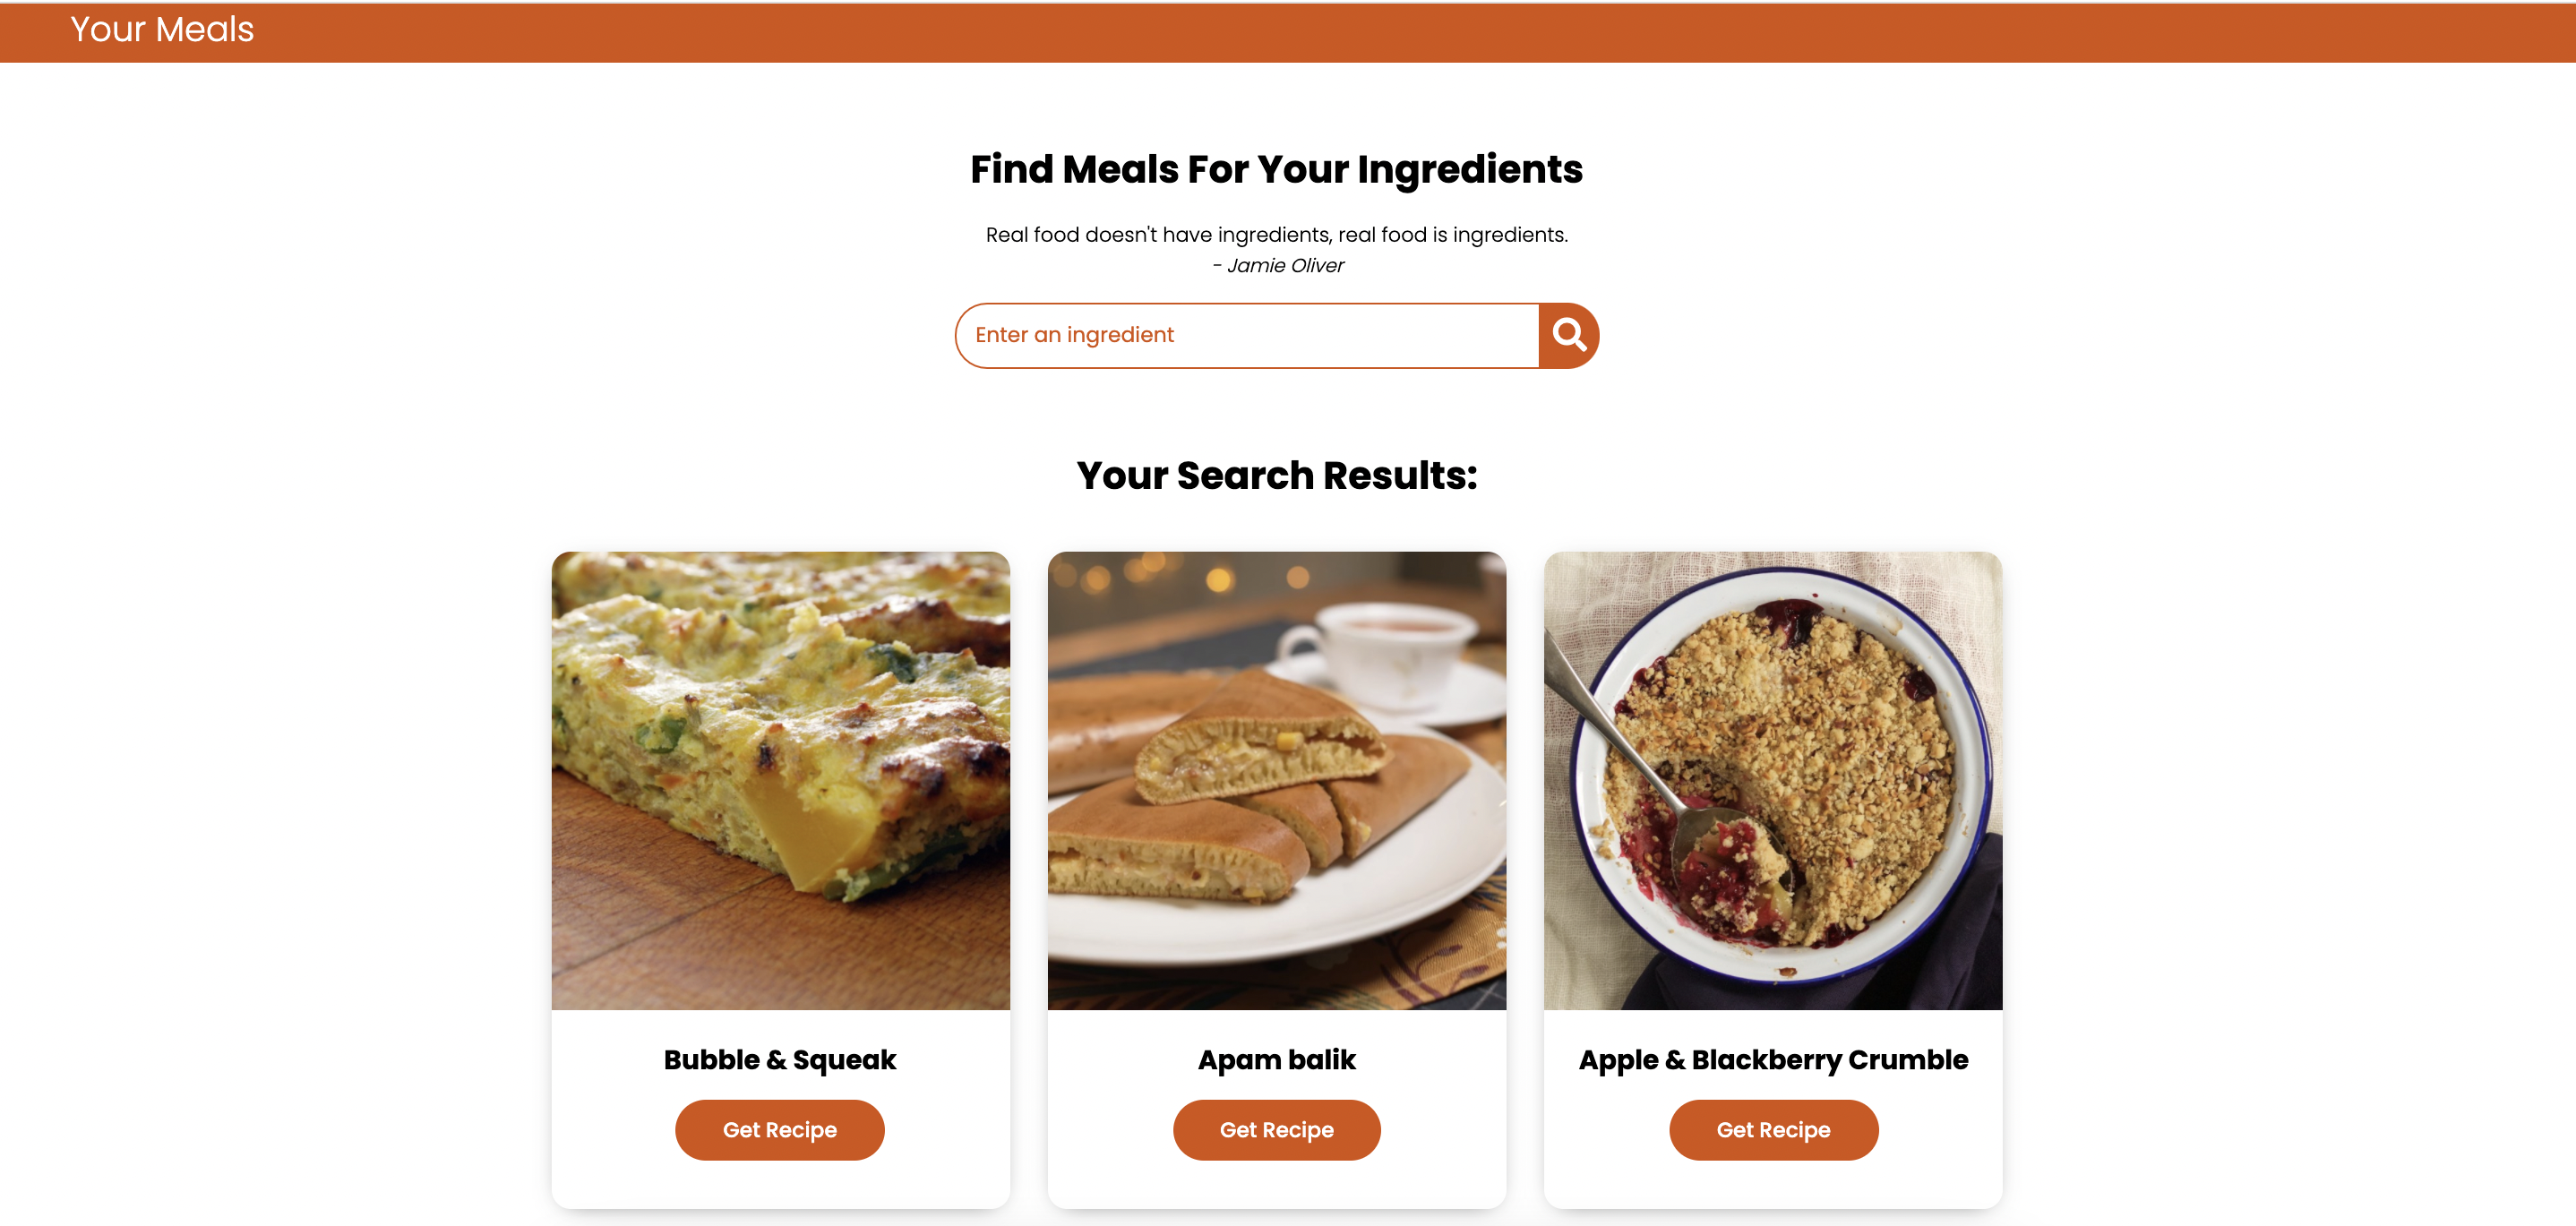 Your Meals
Find Meals For Your Ingredients
Real food doesn't have ingredients, real food is ingredients.
- Jamie Oliver
Enter an ingredient
Your Search Results:
Bubble & Squeak
Apam balik
Apple & Blackberry Crumble
Get Recipe
Get Recipe
Get Recipe